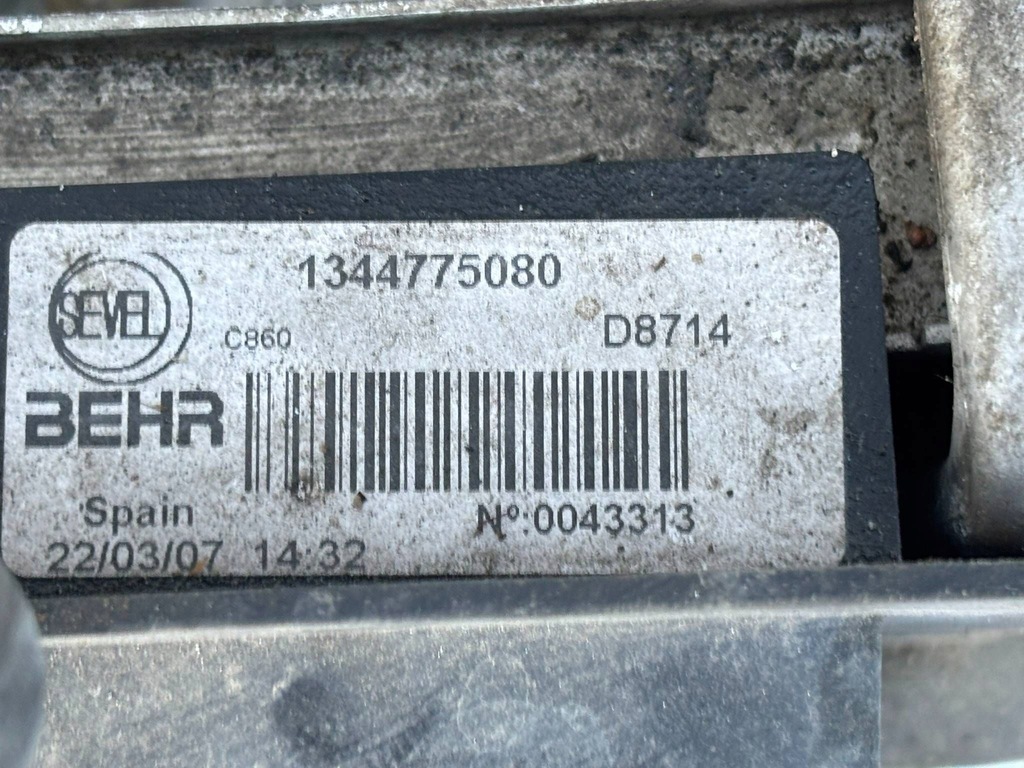 1344775080
SEVEL
C860
D8714
BEHR
Spain
Nº:0043313
22/03/07 14:32